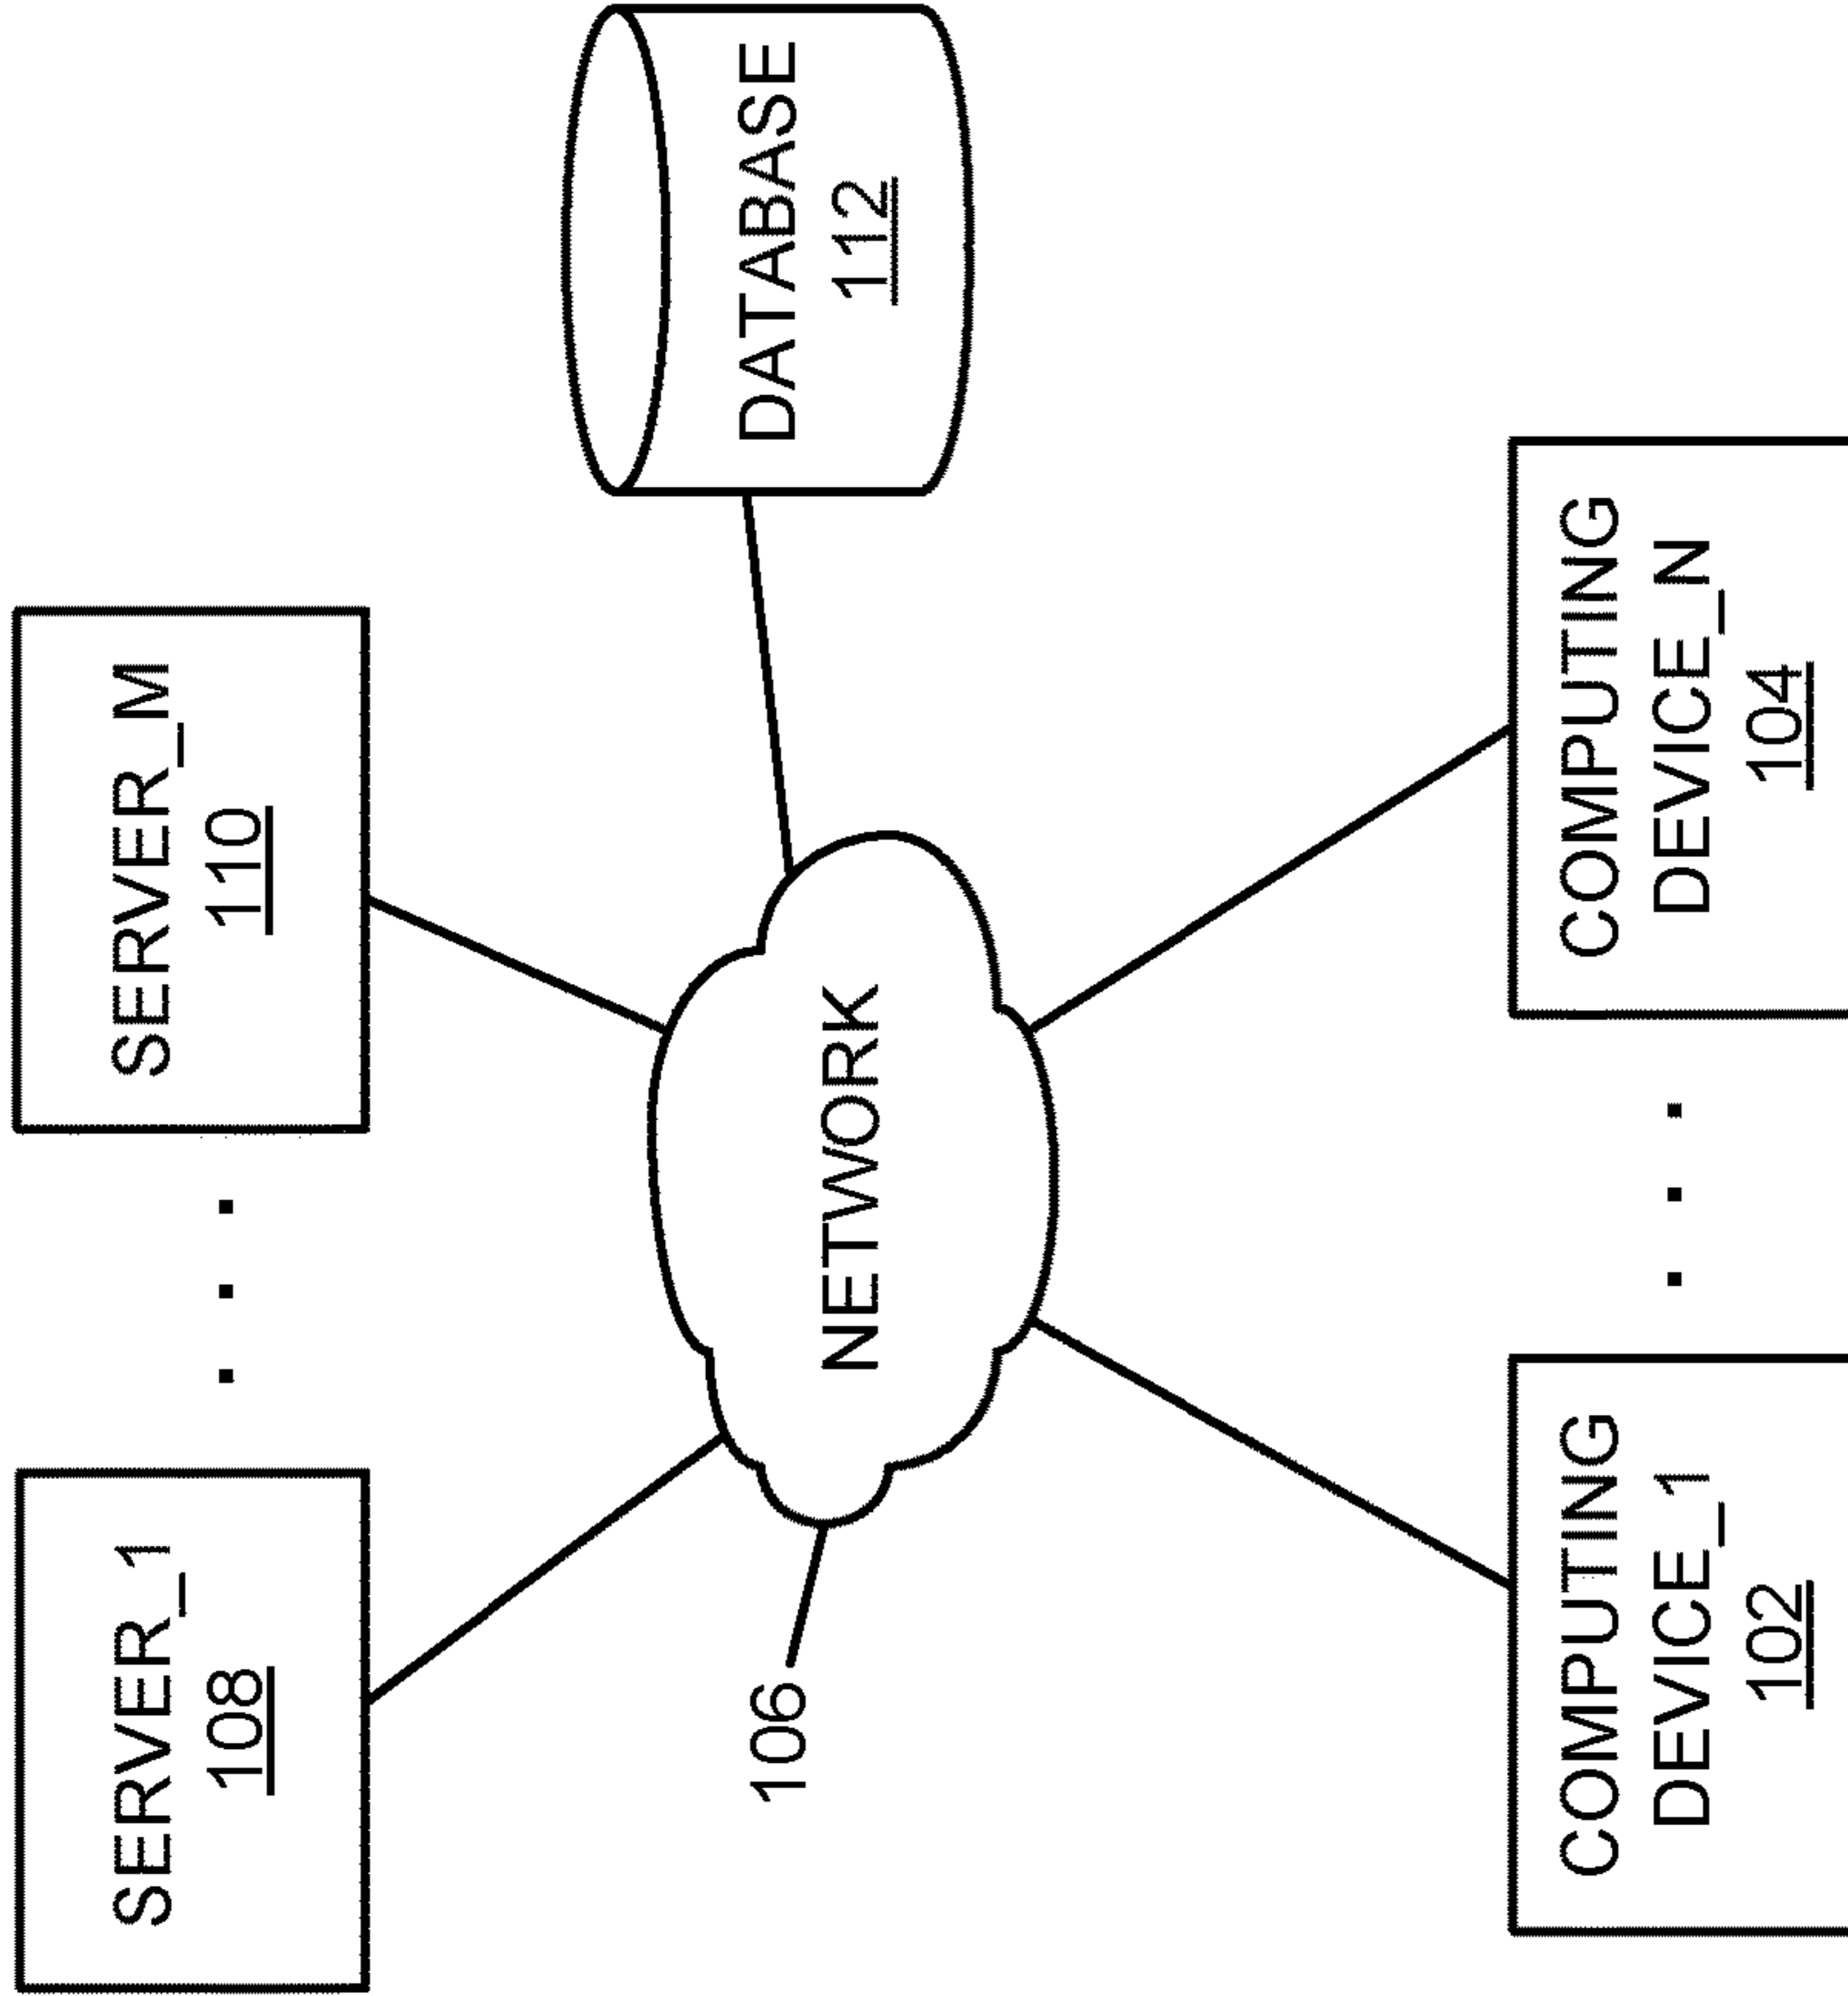 SERVER_1
108
SERVER_M
110
DATABASE
112
NETWORK
106
COMPUTING
DEVICE_1
102
COMPUTING
DEVICE_N
104